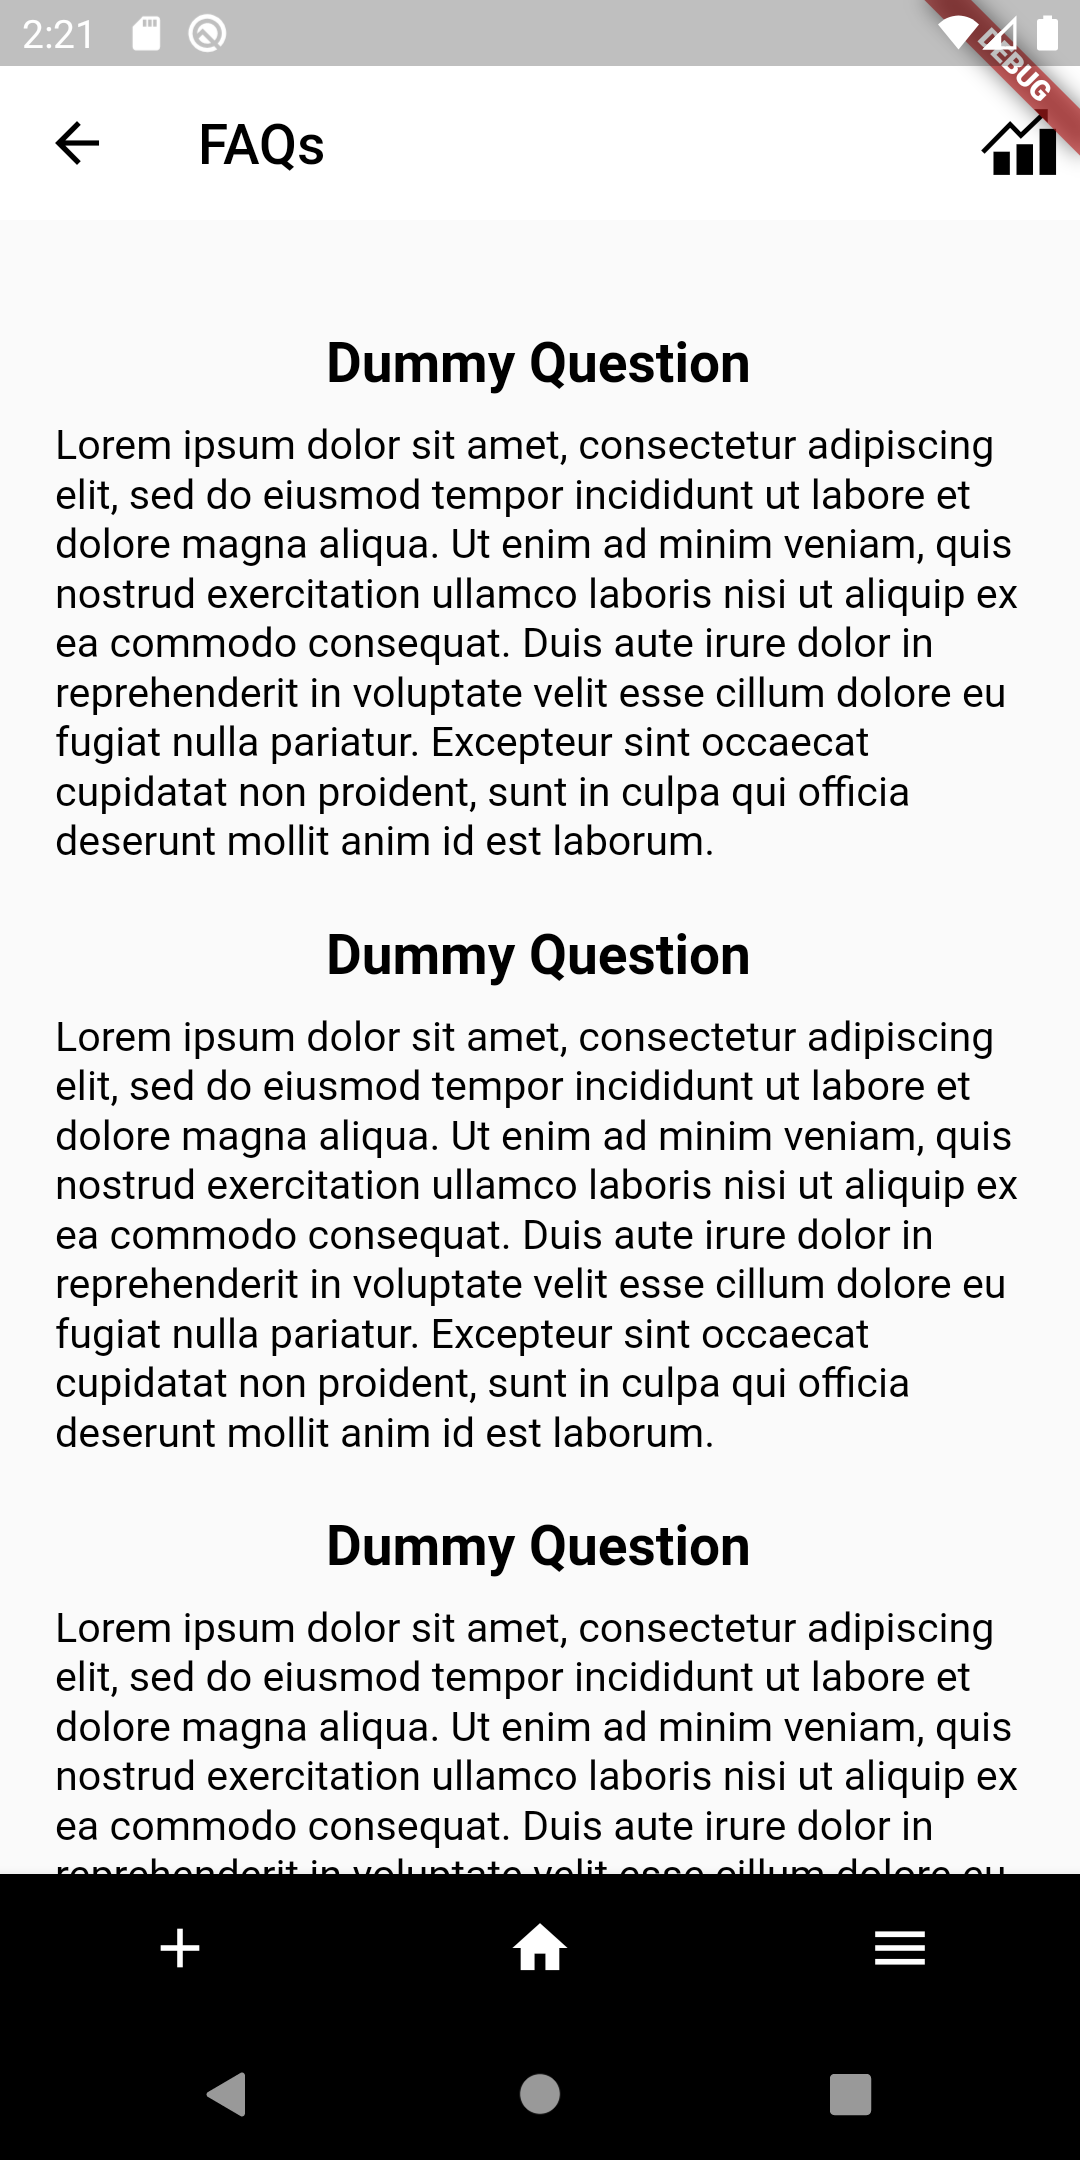 2:21
DEBUG
FAQs
Dummy Question
Lorem ipsum dolor sit amet, consectetur adipiscing
elit, sed do eiusmod tempor incididunt ut labore et
dolore magna aliqua. Ut enim ad minim veniam, quis
nostrud exercitation ullamco laboris nisi ut aliquip ex
ea commodo consequat. Duis aute irure dolor in
reprehenderit in voluptate velit esse cillum dolore eu
fugiat nulla pariatur. Excepteur sint occaecat
cupidatat non proident, sunt in culpa qui officia
deserunt mollit anim id est laborum.
Dummy Question
Lorem ipsum dolor sit amet, consectetur adipiscing
elit, sed do eiusmod tempor incididunt ut labore et
dolore magna aliqua. Ut enim ad minim veniam, quis
nostrud exercitation ullamco laboris nisi ut aliquip ex
ea commodo consequat. Duis aute irure dolor in
reprehenderit in voluptate velit esse cillum dolore eu
fugiat nulla pariatur. Excepteur sint occaecat
cupidatat non proident, sunt in culpa qui officia
deserunt mollit anim id est laborum.
Dummy Question
Lorem ipsum dolor sit amet, consectetur adipiscing
elit, sed do eiusmod tempor incididunt ut labore et
dolore magna aliqua. Ut enim ad minim veniam, quis
nostrud exercitation ullamco laboris nisi ut aliquip ex
ea commodo consequat. Duis aute irure dolor in
reprehenderit in voluptate velit esse cillum dolore eu